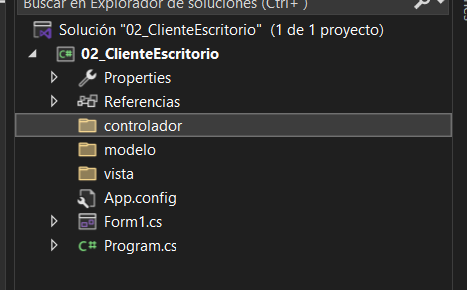 Buscar en Explorador de soluciones (Ctrl+ )
Solución "02_ClienteEscritorio" (1 de 1 proyecto)
02_ClienteEscritorio
Properties
Referencias
controlador
modelo
vista
App.config
Form1.cs
Program.cs